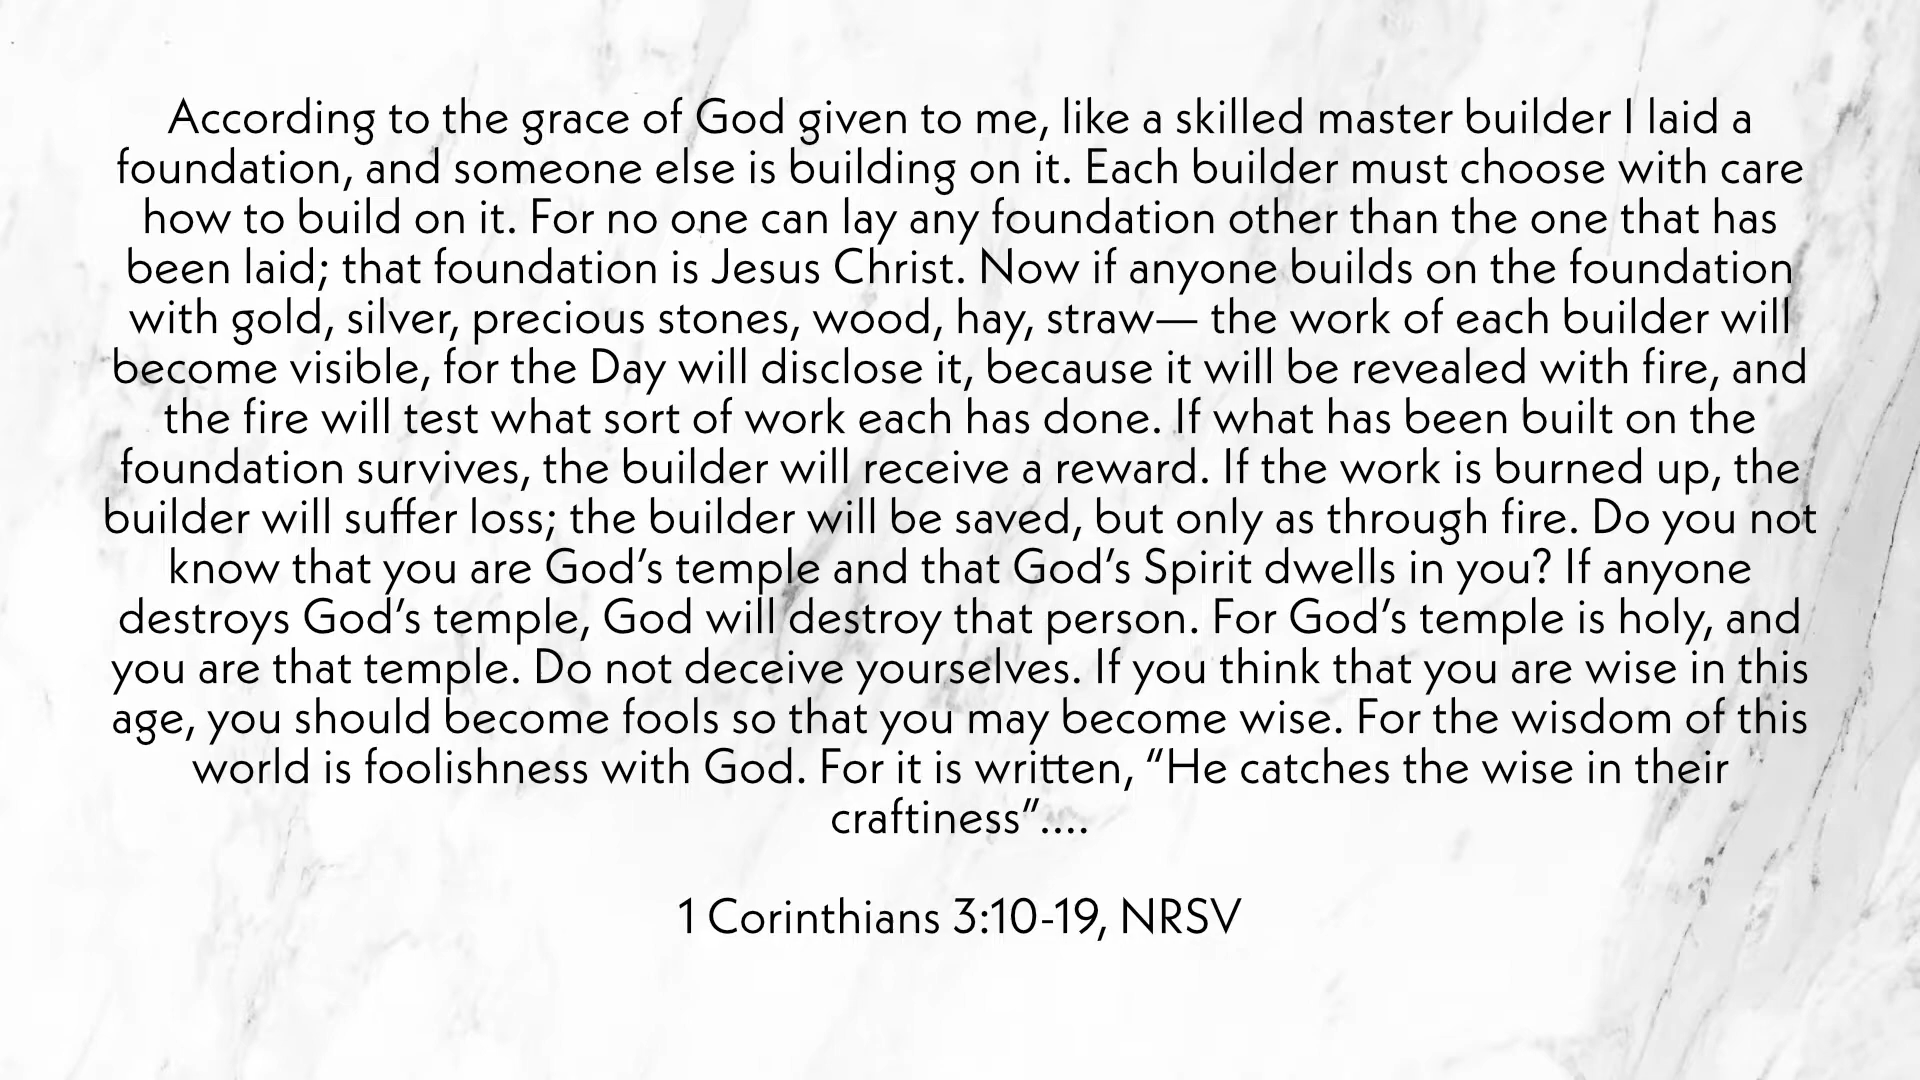 According to the grace of God given to me, like a skilled master builder I laid a
foundation, and someone else is building on it. Each builder must choose with care
how to build on it. For no one can lay any foundation other than the one that has
been laid; that foundation is Jesus Christ. Now if anyone builds on the foundation
with gold, silver, precious stones, wood, hay, straw— the work of each builder will
become visible, for the Day will disclose it, because it will be revealed with fire, and
the fire will test what sort of work each has done. If what has been built on the
foundation survives, the builder will receive a reward. If the work is burned up, the
builder will suffer loss; the builder will be saved, but only as through fire. Do you not
know that you are God’s temple and that God’s Spirit dwells in you? If anyone
destroys God’s temple, God will destroy that person. For God’s temple is holy, and
you are that temple. Do not deceive yourselves. If you think that you are wise in this
age, you should become fools so that you may become wise. For the wisdom of this
world is foolishness with God. For it is written, “He catches the wise in their
craftiness”....
1 Corinthians 3:10-19, NRSV